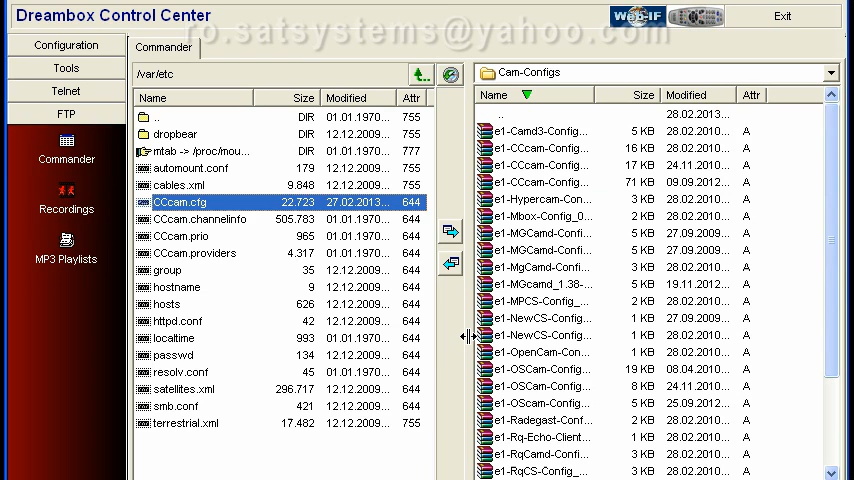 Dreambox Control Center
Web-IF
Exit
ro.satsystems@yahoo.com
Configuration
Tools
Telnet
FTP
Commander
Recordings
MP3 Playlists
Commander
/var/etc
Name Size Modified Attr
.. DIR 01.01.1970... 755
dropbear DIR 01.01.1970... 755
mtab -> /proc/mou... DIR 01.01.1970... 777
automount.conf 179 12.12.2009... 755
cables.xml 9.848 12.12.2009... 755
CCcam.cfg 22.723 27.02.2013... 644
CCcam.channelinfo 505.783 01.01.1970... 644
CCcam.prio 965 01.01.1970... 644
CCcam.providers 4.317 01.01.1970... 644
group 35 12.12.2009... 644
hostname 9 12.12.2009... 644
hosts 626 12.12.2009... 644
httpd.conf 42 12.12.2009... 644
localtime 993 01.01.1970... 644
passwd 134 12.12.2009... 644
resolv.conf 45 01.01.1970... 644
satellites.xml 296.717 12.12.2009... 644
smb.conf 421 12.12.2009... 644
terrestrial.xml 17.482 12.12.2009... 755
Cam-Configs
Name Size Modified Attr
.. 28.02.2013...
e1-Camd3-Config... 5 KB 28.02.2010... A
e1-CCcam-Config... 16 KB 28.02.2010... A
e1-CCcam-Config... 17 KB 24.11.2010... A
e1-CCcam-Config... 71 KB 09.09.2012... A
e1-Hypercam-Con... 3 KB 28.02.2010... A
e1-Mbox-Config_0... 2 KB 28.02.2010... A
e1-MGCamd-Confi... 5 KB 27.09.2009... A
e1-MGCamd-Confi... 5 KB 27.09.2009... A
e1-MgCamd-Confi... 3 KB 28.02.2010... A
e1-MGcamd_1.38-... 5 KB 19.11.2012... A
e1-MPCS-Config_... 2 KB 28.02.2010... A
e1-NewCS-Config... 1 KB 27.09.2009... A
e1-NewCS-Config... 1 KB 28.02.2010... A
e1-OpenCam-Con... 1 KB 28.02.2010... A
e1-OSCam-Config... 19 KB 08.04.2010... A
e1-OSCam-Config... 8 KB 24.11.2010... A
e1-OScam-Config... 5 KB 25.09.2012... A
e1-Radegast-Conf... 2 KB 28.02.2010... A
e1-Rq-Echo-Client... 1 KB 28.02.2010... A
e1-RqCamd-Confi... 3 KB 28.02.2010... A
e1-RqCS-Config_... 3 KB 28.02.2010... A